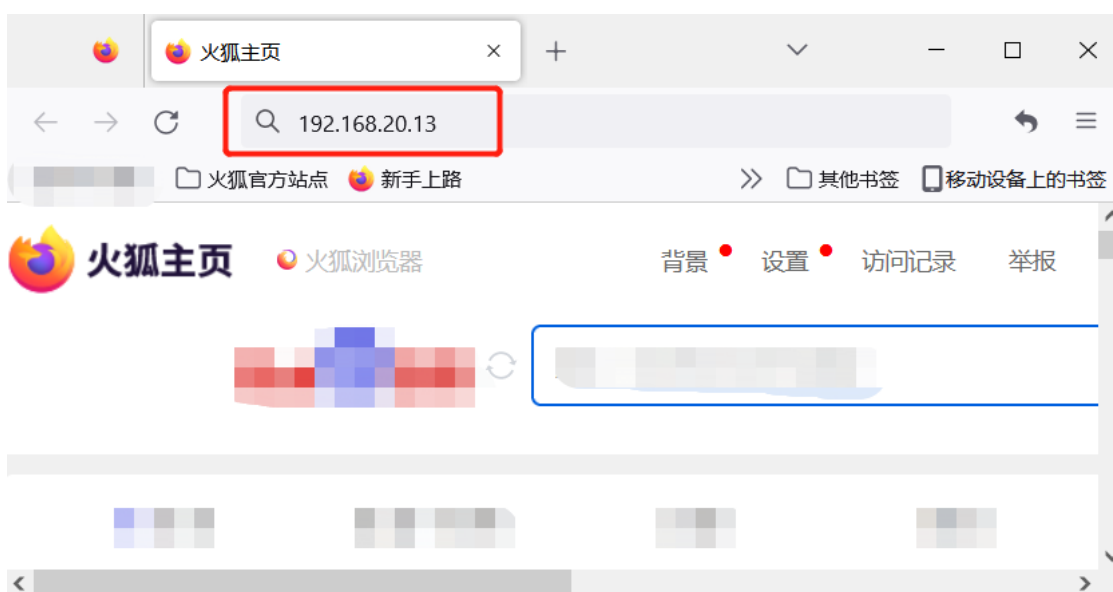 火狐主页
192.168.20.13
火狐官方站点 新手上路 其他书签 移动设备上的书签
火狐主页 火狐浏览器 背景 设置 访问记录 举报